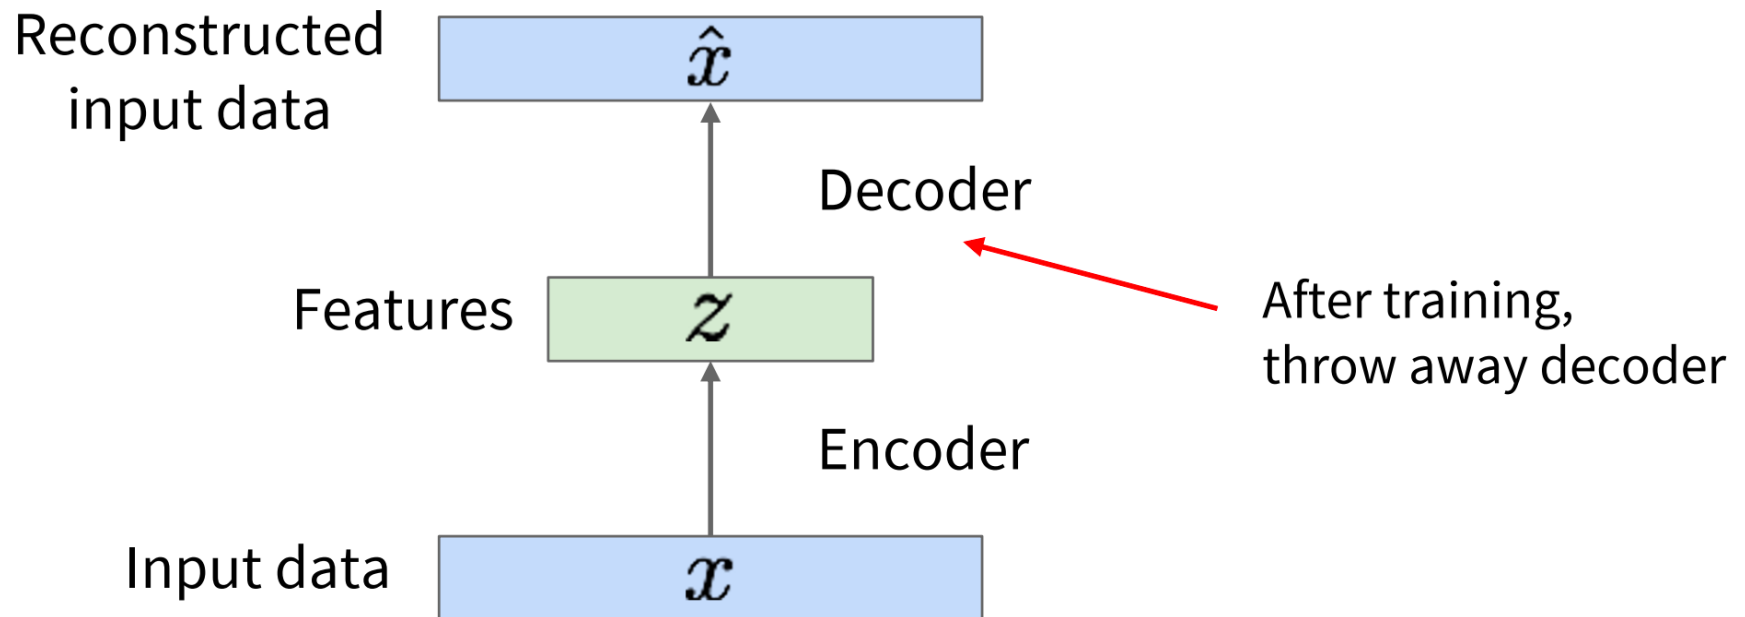 Reconstructed
input data
x̂
Decoder
Features
z
After training,
throw away decoder
Encoder
Input data
x